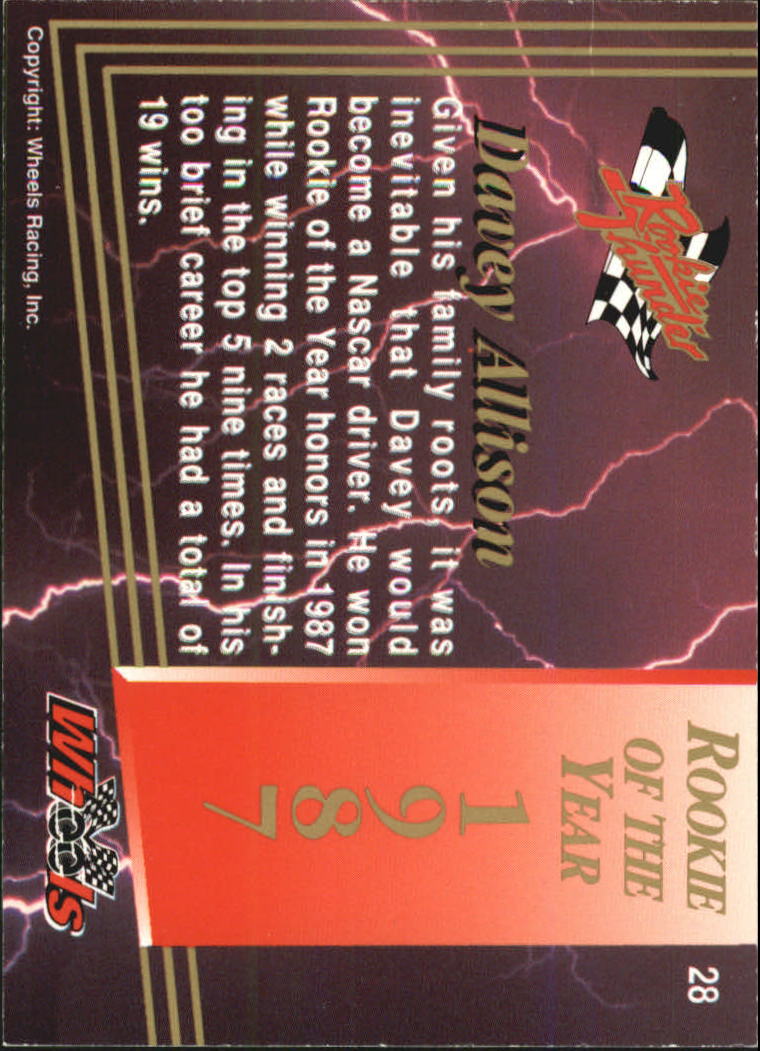 Rookie
Thunder
Davey Allison
Given his family roots, it was
inevitable that Davey would
become a Nascar driver. He won
Rookie of the Year honors in 1987
while winning 2 races and finish-
ing in the top 5 nine times. In his
too brief career he had a total of
19 wins.
28
ROOKIE
OF THE
YEAR
1
9
8
7
Wheels
Copyright: Wheels Racing, Inc.